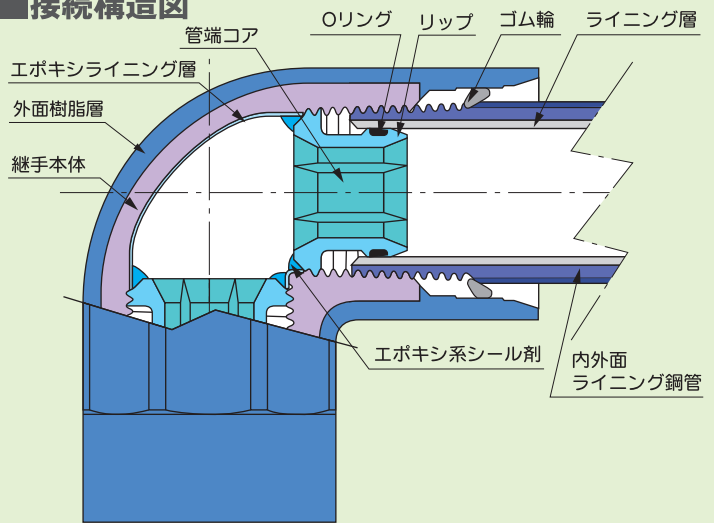 接続構造図
管端コア
Oリング
リップ
ゴム輪
ライニング層
エポキシライニング層
外面樹脂層
継手本体
エポキシ系シール剤
内外面
ライニング鋼管